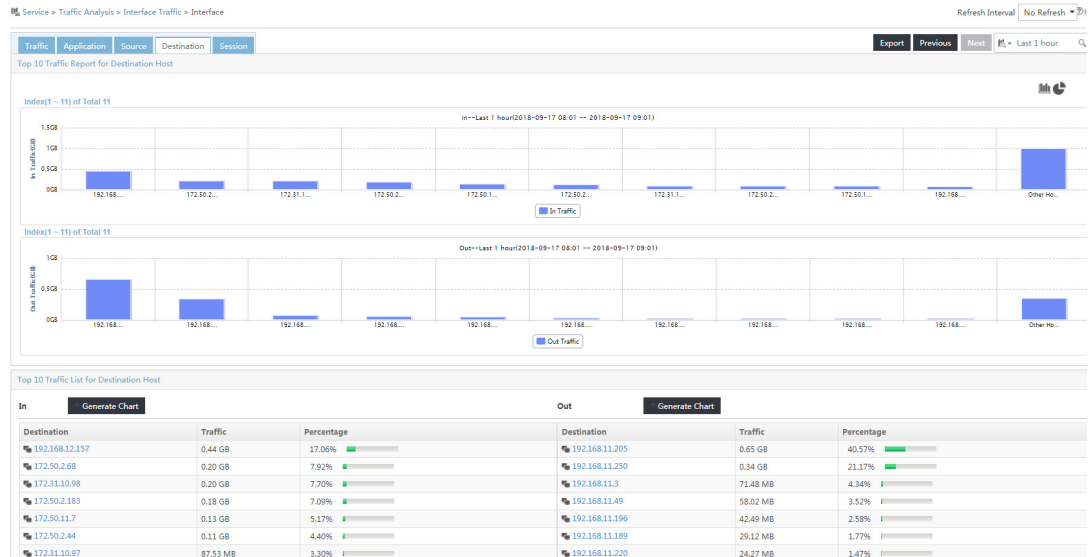 Service > Traffic Analysis > Interface Traffic > Interface
Refresh Interval No Refresh
Traffic Application Source Destination Session
Export Previous Next Last 1 hour
Top 10 Traffic Report for Destination Host
Index(1 ~ 11) of Total 11
In--Last 1 hour(2018-09-17 08:01 -- 2018-09-17 09:01)
In Traffic(GB)
1.5GB
1GB
0.5GB
0GB
192.168.... 172.50.2... 172.31.1... 172.50.2... 172.50.1... 172.50.2... 172.31.1... 172.50.2... 172.50.1... 192.168.... Other Ho...
In Traffic
Index(1 ~ 11) of Total 11
Out--Last 1 hour(2018-09-17 08:01 -- 2018-09-17 09:01)
Out Traffic(GB)
1GB
0.5GB
0GB
192.168.... 192.168.... 192.168.... 192.168.... 192.168.... 192.168.... 192.168.... 192.168.... 192.168.... 192.168.... Other Ho...
Out Traffic
Top 10 Traffic List for Destination Host
In Generate Chart Out Generate Chart
Destination Traffic Percentage Destination Traffic Percentage
192.168.12.157 0.44 GB 17.06% 192.168.11.205 0.65 GB 40.57%
172.50.2.68 0.20 GB 7.92% 192.168.11.250 0.34 GB 21.17%
172.31.10.98 0.20 GB 7.70% 192.168.11.3 71.48 MB 4.34%
172.50.2.183 0.18 GB 7.09% 192.168.11.49 58.02 MB 3.52%
172.50.11.7 0.13 GB 5.17% 192.168.11.196 42.49 MB 2.58%
172.50.2.44 0.11 GB 4.40% 192.168.11.189 29.12 MB 1.77%
172.31.10.97 87.53 MB 3.30% 192.168.11.220 24.27 MB 1.47%